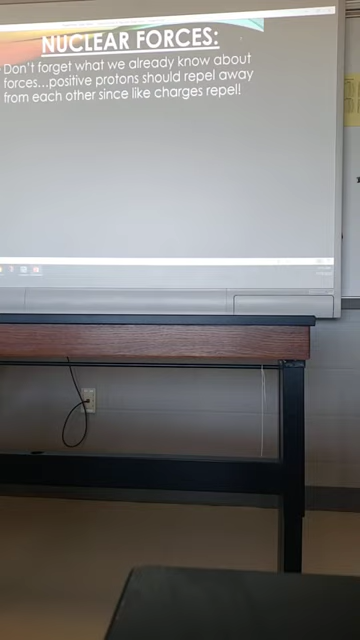 NUCLEAR FORCES:
Don't forget what we already know about
forces...positive protons should repel away
from each other since like charges repel!